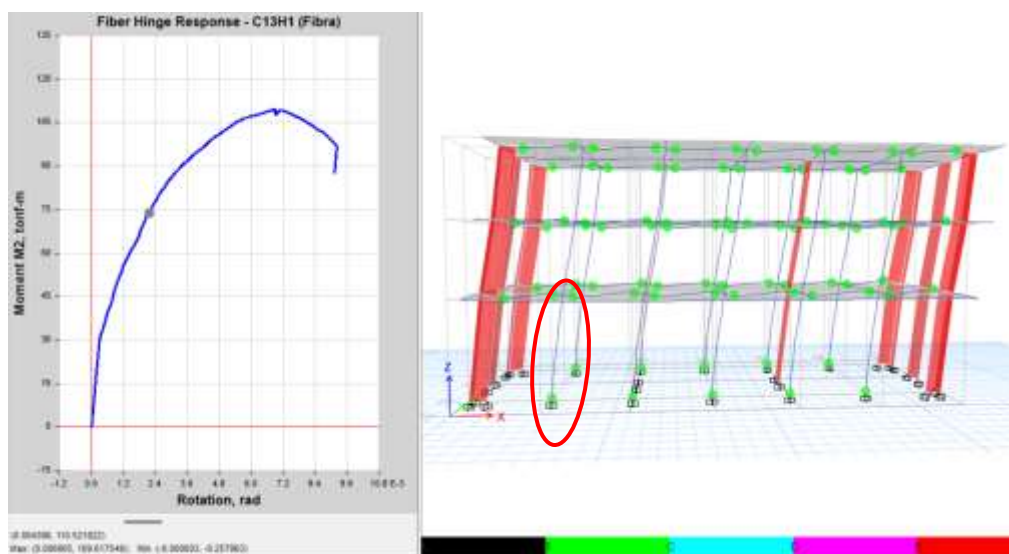 Fiber Hinge Response - C13H1 (Fibra)
135
120
105
90
75
60
45
30
15
0
-15
Moment M2, tonf-m
-1.2 0.0 1.2 2.4 3.6 4.8 6.0 7.2 8.4 9.6 10.8 E-3
Rotation, rad
Max: Min:
Z
X